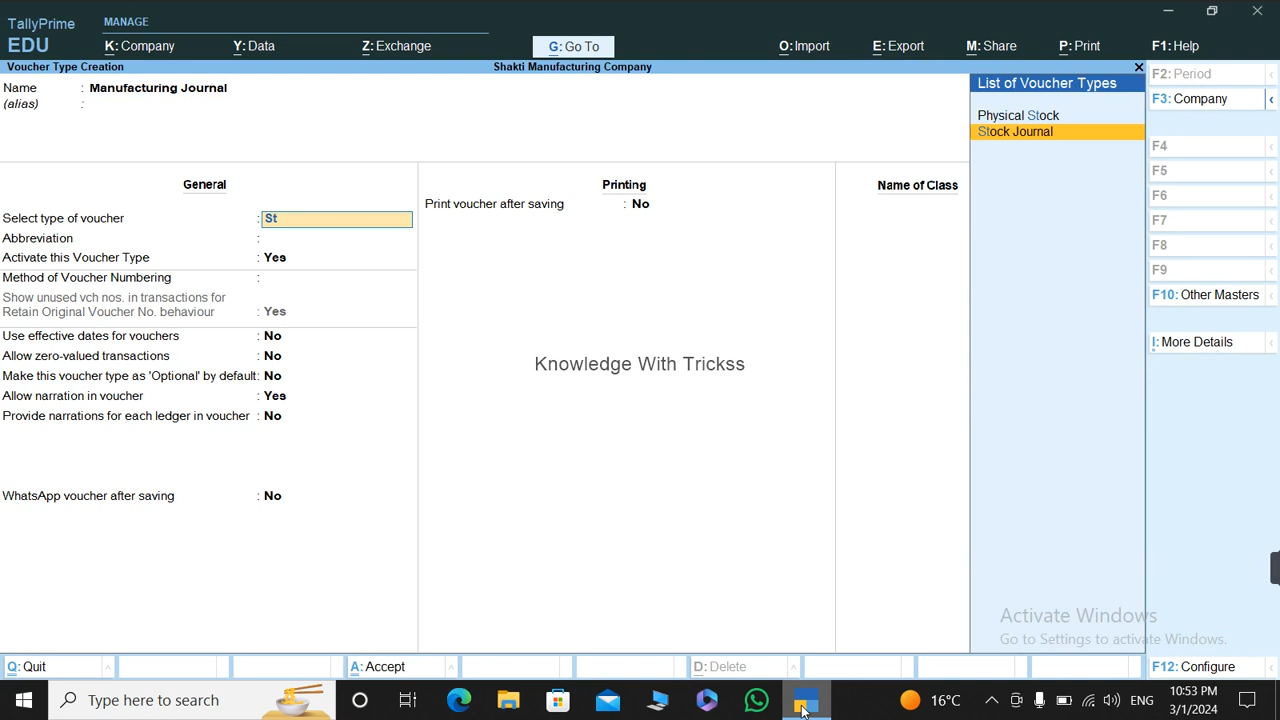 TallyPrime
EDU
MANAGE
K: Company
Y: Data
Z: Exchange
G: Go To
O: Import
E: Export
M: Share
P: Print
F1: Help
Voucher Type Creation
Shakti Manufacturing Company
Name : Manufacturing Journal
(alias) :
General
Select type of voucher : St
Abbreviation :
Activate this Voucher Type : Yes
Method of Voucher Numbering :
Show unused vch nos. in transactions for
Retain Original Voucher No. behaviour : Yes
Use effective dates for vouchers : No
Allow zero-valued transactions : No
Make this voucher type as 'Optional' by default: No
Allow narration in voucher : Yes
Provide narrations for each ledger in voucher : No
WhatsApp voucher after saving : No
Printing
Print voucher after saving : No
Name of Class
Knowledge With Trickss
List of Voucher Types
Physical Stock
Stock Journal
F2: Period
F3: Company
F4
F5
F6
F7
F8
F9
F10: Other Masters
I: More Details
F12: Configure
Activate Windows
Go to Settings to activate Windows.
Q: Quit
A: Accept
D: Delete
Type here to search
16°C
ENG
10:53 PM
3/1/2024